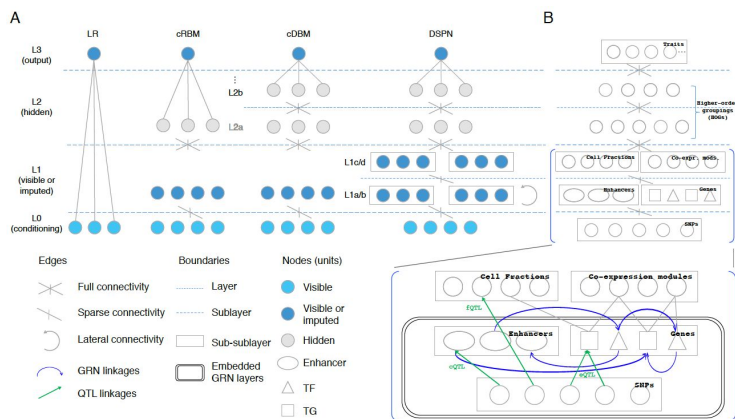 A
B
LR
cRBM
cDBM
DSPN
L3
(output)
L2
(hidden)
L1
(visible or
imputed)
L0
(conditioning)
L2b
L2a
L1c/d
L1a/b
Traits
Higher-order
groupings
(HOGs)
Cell Fractions
Co-expr. mods.
Enhancers
Genes
SNPs
Edges
Full connectivity
Sparse connectivity
Lateral connectivity
GRN linkages
QTL linkages
Boundaries
Layer
Sublayer
Sub-sublayer
Embedded
GRN layers
Nodes (units)
Visible
Visible or
imputed
Hidden
Enhancer
TF
TG
Cell Fractions
Co-expression modules
fQTL
Enhancers
Genes
cQTL
eQTL
SNPs